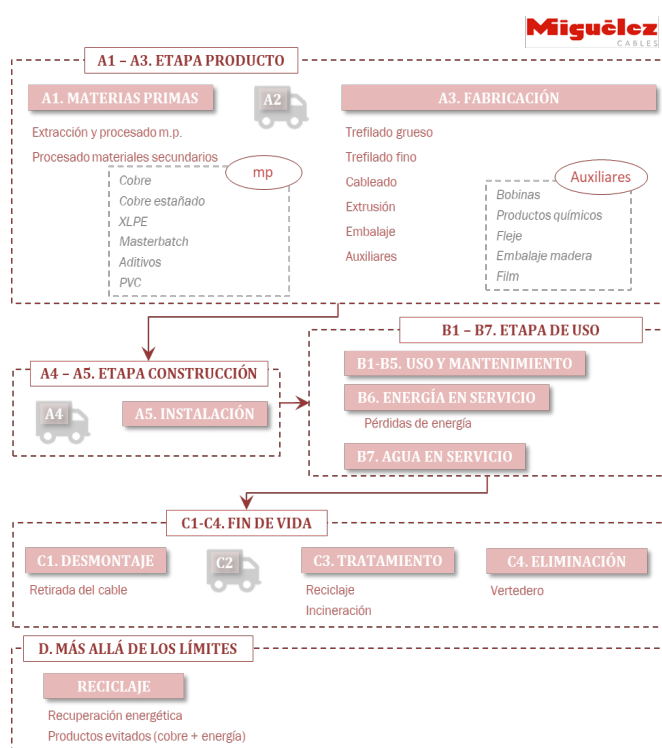 Miguélez
CABLES
A1 – A3. ETAPA PRODUCTO
A1. MATERIAS PRIMAS
A2
A3. FABRICACIÓN
Extracción y procesado m.p.
Procesado materiales secundarios
mp
Cobre
Cobre estañado
XLPE
Masterbatch
Aditivos
PVC
Trefilado grueso
Trefilado fino
Cableado
Extrusión
Embalaje
Auxiliares
Auxiliares
Bobinas
Productos químicos
Fleje
Embalaje madera
Film
A4 – A5. ETAPA CONSTRUCCIÓN
A4
A5. INSTALACIÓN
B1 – B7. ETAPA DE USO
B1-B5. USO Y MANTENIMIENTO
B6. ENERGÍA EN SERVICIO
Pérdidas de energía
B7. AGUA EN SERVICIO
C1-C4. FIN DE VIDA
C1. DESMONTAJE
C2
C3. TRATAMIENTO
C4. ELIMINACIÓN
Retirada del cable
Reciclaje
Incineración
Vertedero
D. MÁS ALLÁ DE LOS LÍMITES
RECICLAJE
Recuperación energética
Productos evitados (cobre + energía)